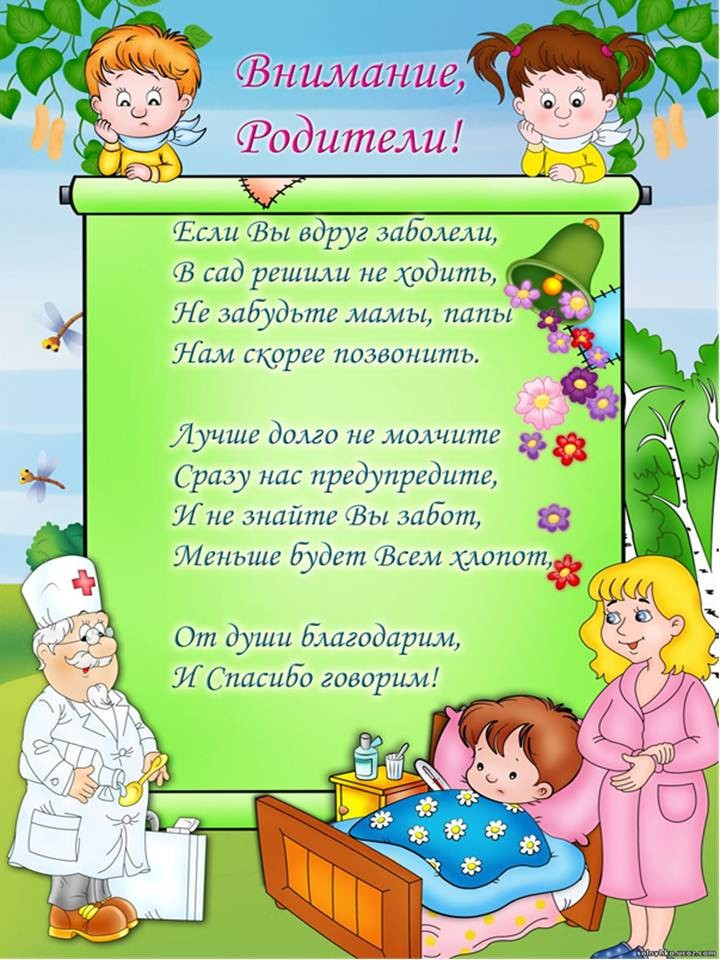 Внимание,
Родители!
Если Вы вдруг заболели,
В сад решили не ходить,
Не забудьте мамы, папы
Нам скорее позвонить.
Лучше долго не молчите
Сразу нас предупредите,
И не знайте Вы забот,
Меньше будет Всем хлопот,
От души благодарим,
И Спасибо говорим!